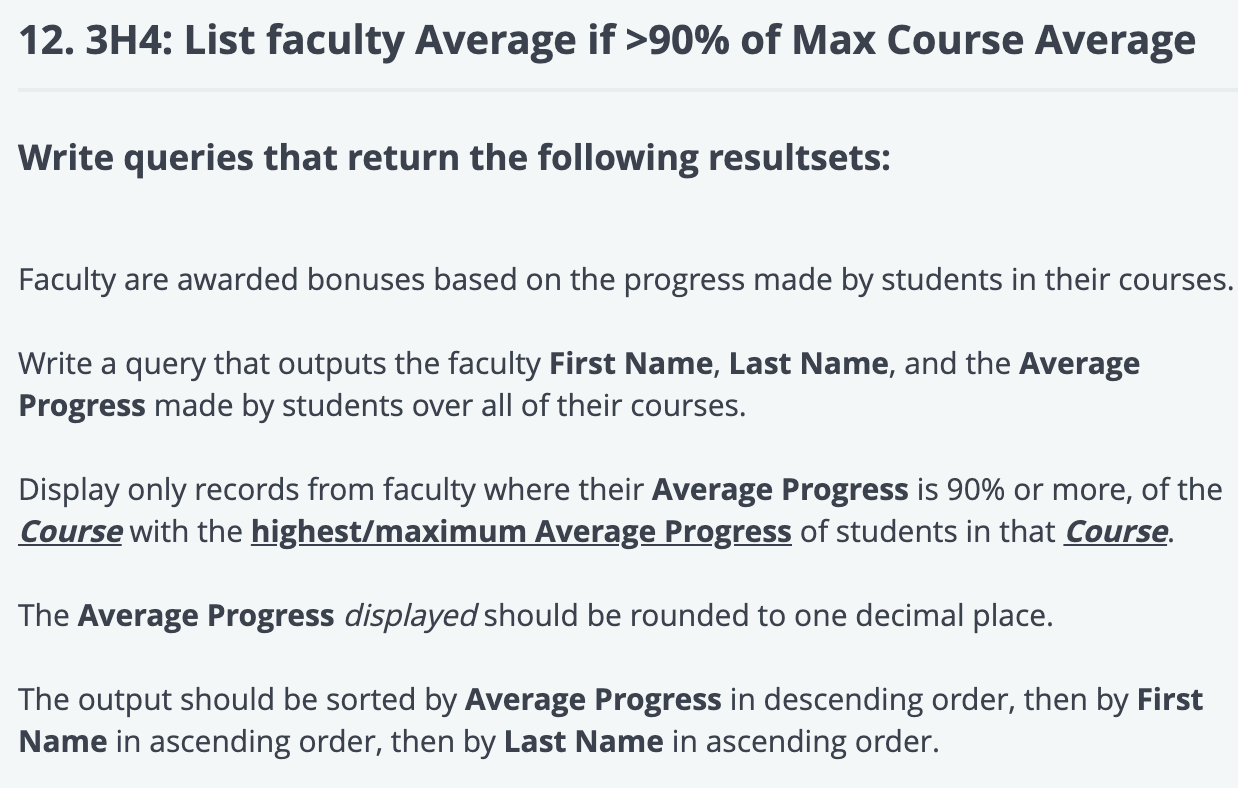 12. 3H4: List faculty Average if >90% of Max Course Average
Write queries that return the following resultsets:
Faculty are awarded bonuses based on the progress made by students in their courses.
Write a query that outputs the faculty First Name, Last Name, and the Average
Progress made by students over all of their courses.
Display only records from faculty where their Average Progress is 90% or more, of the
Course with the highest/maximum Average Progress of students in that Course.
The Average Progress displayed should be rounded to one decimal place.
The output should be sorted by Average Progress in descending order, then by First
Name in ascending order, then by Last Name in ascending order.